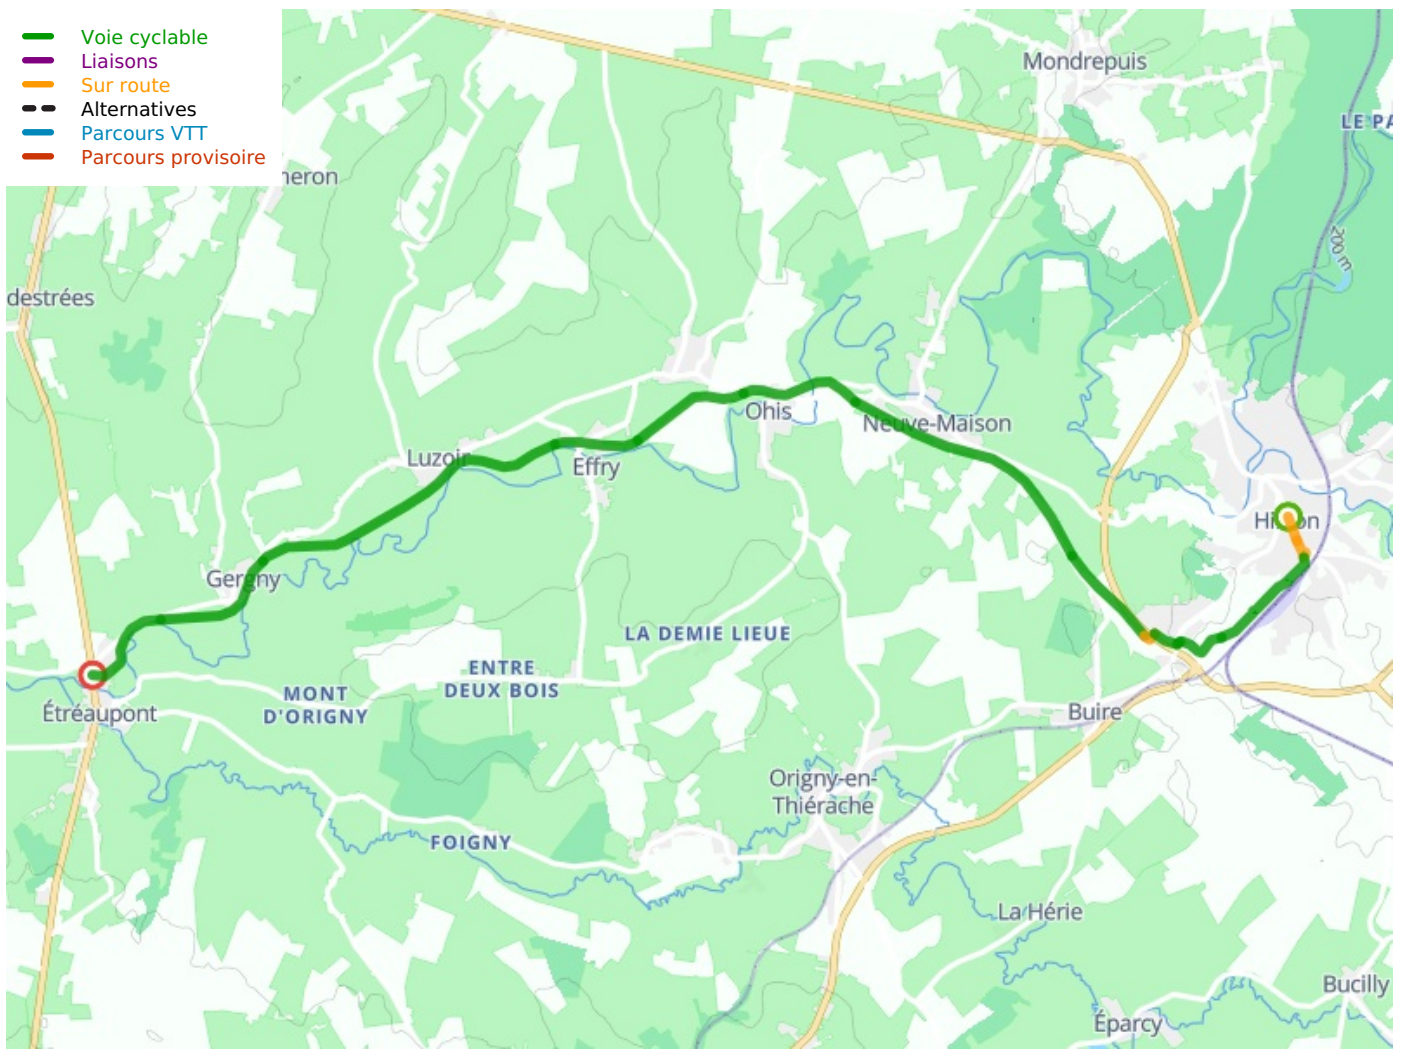 Voie cyclable
Liaisons
Sur route
Alternatives
Parcours VTT
Parcours provisoire
Mondrepuis
LE PA
neron
200 m
destrées
Ohis
Neuve-Maison
Luzoir
Effry
Hirson
Gergny
LA DEMIE LIEUE
ENTRE
DEUX BOIS
MONT
D'ORIGNY
Étréaupont
Buire
Origny-en-
Thiérache
FOIGNY
La Hérie
Bucilly
Éparcy